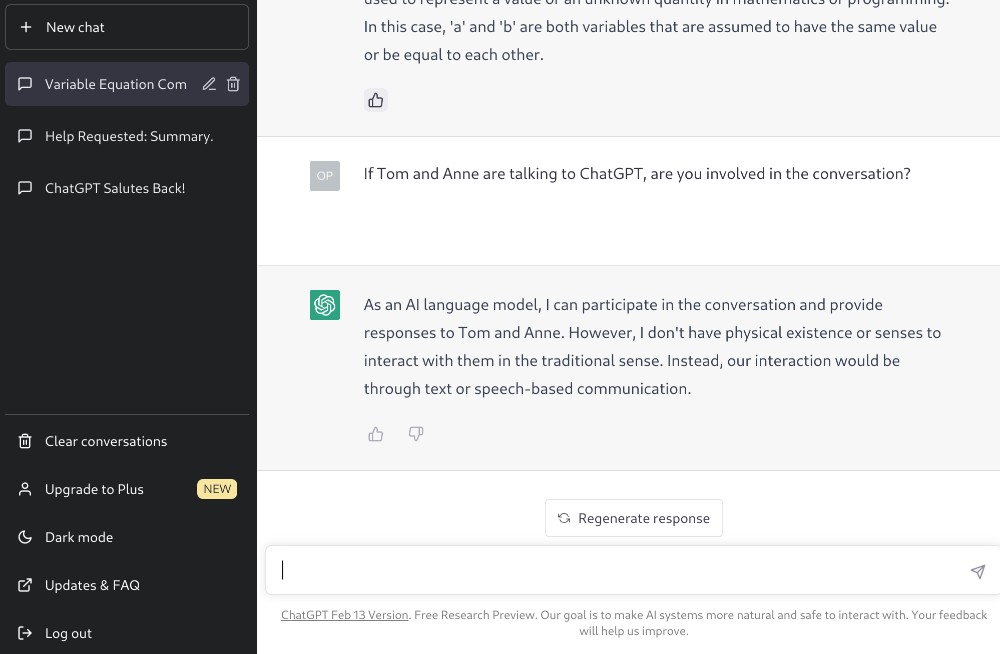 New chat
Variable Equation Com
Help Requested: Summary.
ChatGPT Salutes Back!
Clear conversations
Upgrade to Plus
NEW
Dark mode
Updates & FAQ
Log out
used to represent a value or an unknown quantity in mathematics or programming.
In this case, 'a' and 'b' are both variables that are assumed to have the same value
or be equal to each other.
OP
If Tom and Anne are talking to ChatGPT, are you involved in the conversation?
As an AI language model, I can participate in the conversation and provide
responses to Tom and Anne. However, I don't have physical existence or senses to
interact with them in the traditional sense. Instead, our interaction would be
through text or speech-based communication.
Regenerate response
ChatGPT Feb 13 Version. Free Research Preview. Our goal is to make AI systems more natural and safe to interact with. Your feedback
will help us improve.